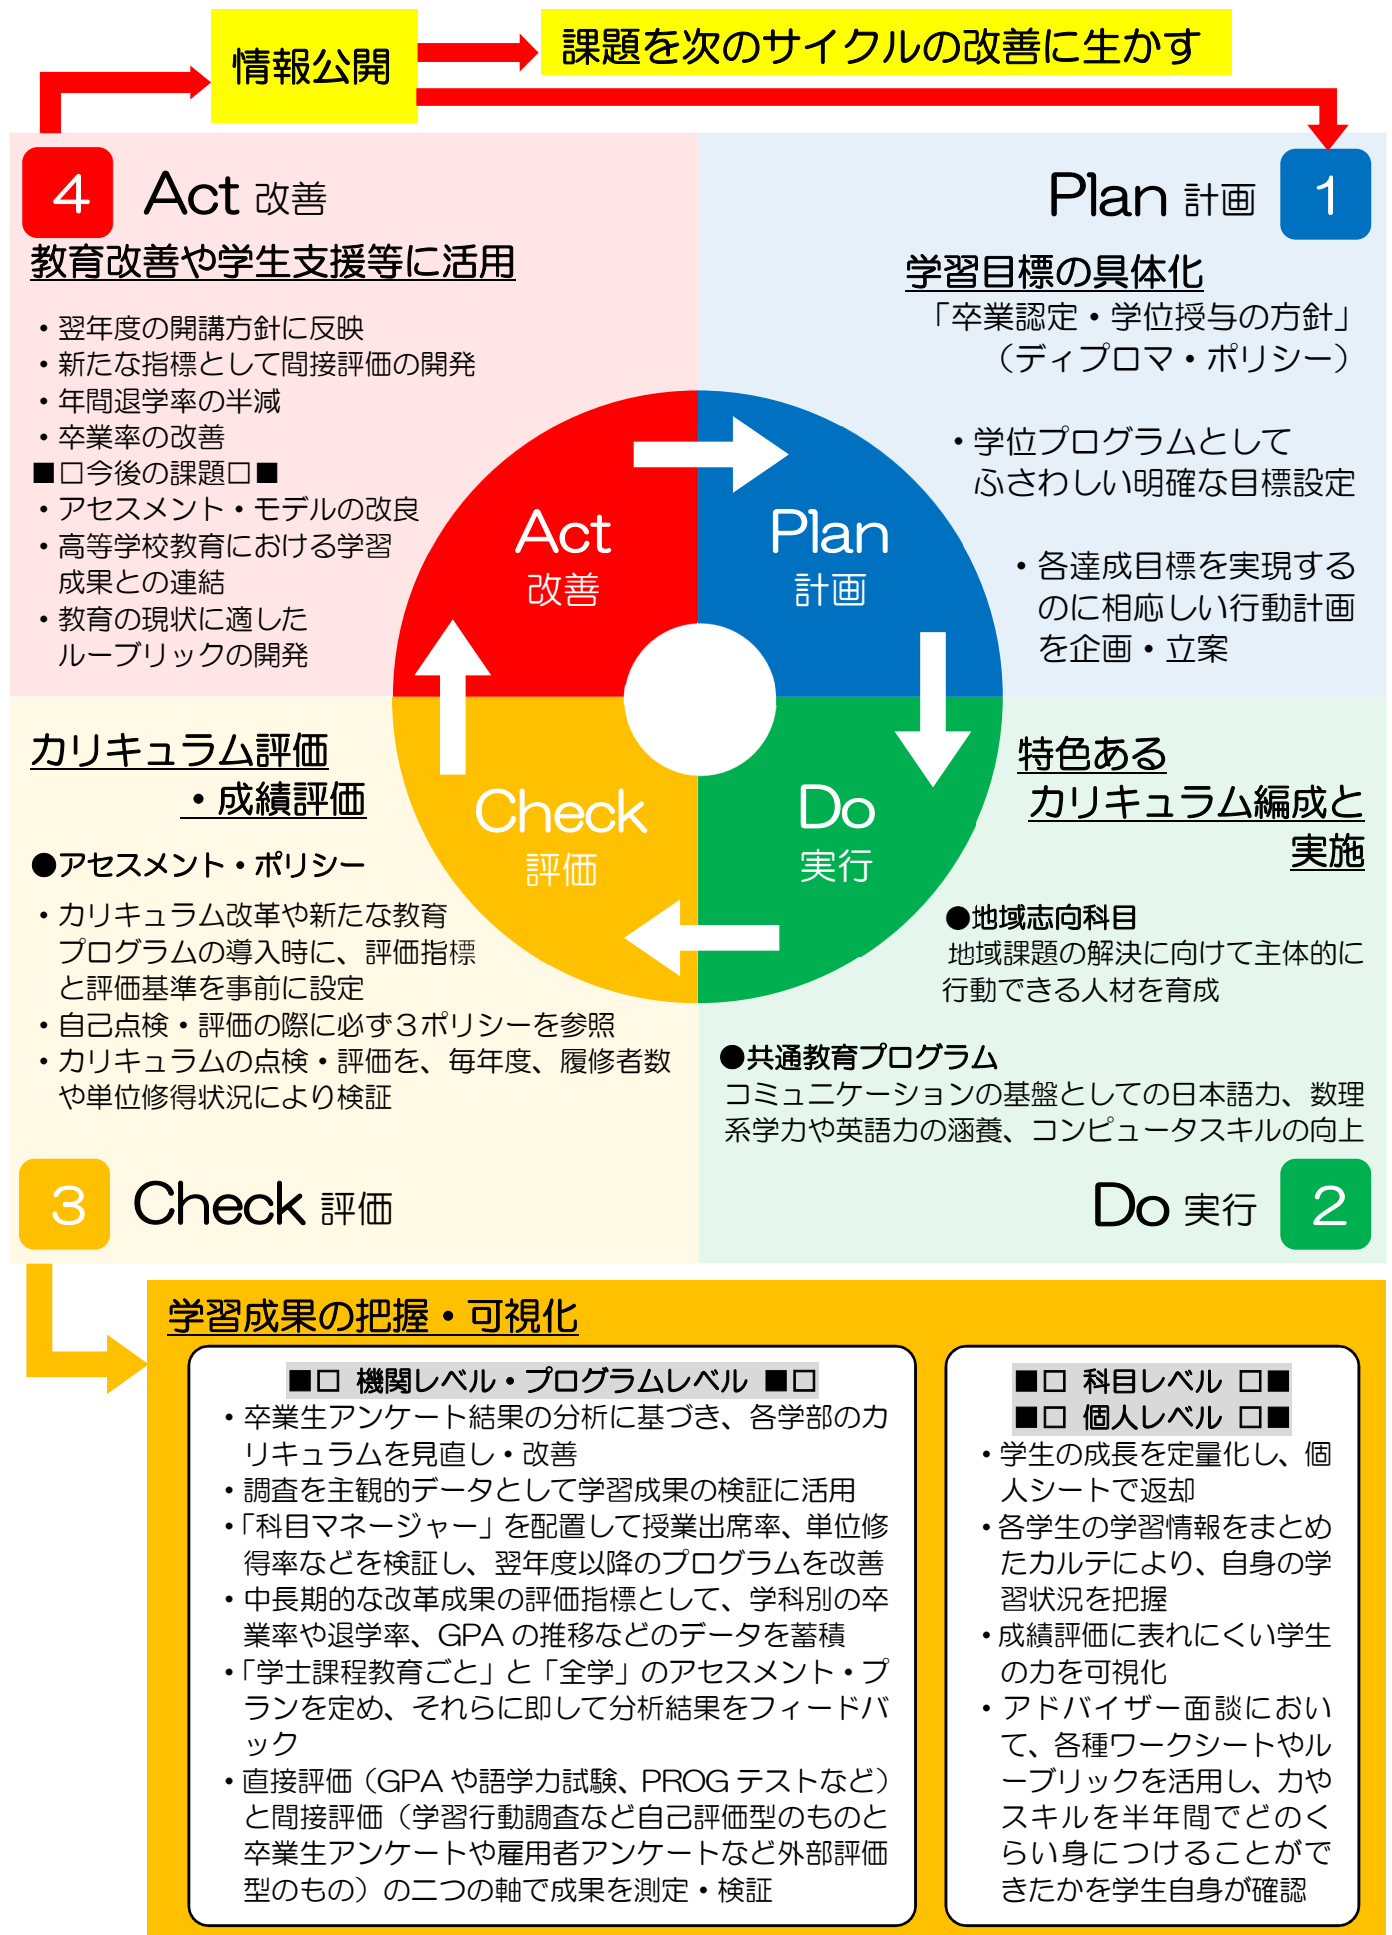 情報公開
課題を次のサイクルの改善に生かす
4 Act 改善
教育改善や学生支援等に活用
・翌年度の開講方針に反映
・新たな指標として間接評価の開発
・年間退学率の半減
・卒業率の改善
■□今後の課題□■
・アセスメント・モデルの改良
・高等学校教育における学習
成果との連結
・教育の現状に適した
ルーブリックの開発
Plan 計画 1
学習目標の具体化
「卒業認定・学位授与の方針」
（ディプロマ・ポリシー）
・学位プログラムとして
ふさわしい明確な目標設定
・各達成目標を実現する
のに相応しい行動計画
を企画・立案
Act
改善
Plan
計画
Check
評価
Do
実行
カリキュラム評価
・成績評価
●アセスメント・ポリシー
・カリキュラム改革や新たな教育
プログラムの導入時に、評価指標
と評価基準を事前に設定
・自己点検・評価の際に必ず３ポリシーを参照
・カリキュラムの点検・評価を、毎年度、履修者数
や単位修得状況により検証
3 Check 評価
特色ある
カリキュラム編成と
実施
●地域志向科目
地域課題の解決に向けて主体的に
行動できる人材を育成
●共通教育プログラム
コミュニケーションの基盤としての日本語力、数理
系学力や英語力の涵養、コンピュータスキルの向上
Do 実行 2
学習成果の把握・可視化
■□ 機関レベル・プログラムレベル ■□
・卒業生アンケート結果の分析に基づき、各学部のカ
リキュラムを見直し・改善
・調査を主観的データとして学習成果の検証に活用
・「科目マネージャー」を配置して授業出席率、単位修
得率などを検証し、翌年度以降のプログラムを改善
・中長期的な改革成果の評価指標として、学科別の卒
業率や退学率、GPA の推移などのデータを蓄積
・「学士課程教育ごと」と「全学」のアセスメント・プ
ランを定め、それらに即して分析結果をフィードバ
ック
・直接評価（GPA や語学力試験、PROG テストなど）
と間接評価（学習行動調査など自己評価型のものと
卒業生アンケートや雇用者アンケートなど外部評価
型のもの）の二つの軸で成果を測定・検証
■□ 科目レベル □■
■□ 個人レベル □■
・学生の成長を定量化し、個
人シートで返却
・各学生の学習情報をまとめ
たカルテにより、自身の学
習状況を把握
・成績評価に表れにくい学生
の力を可視化
・アドバイザー面談におい
て、各種ワークシートやル
ーブリックを活用し、力や
スキルを半年間でどのく
らい身につけることがで
きたかを学生自身が確認